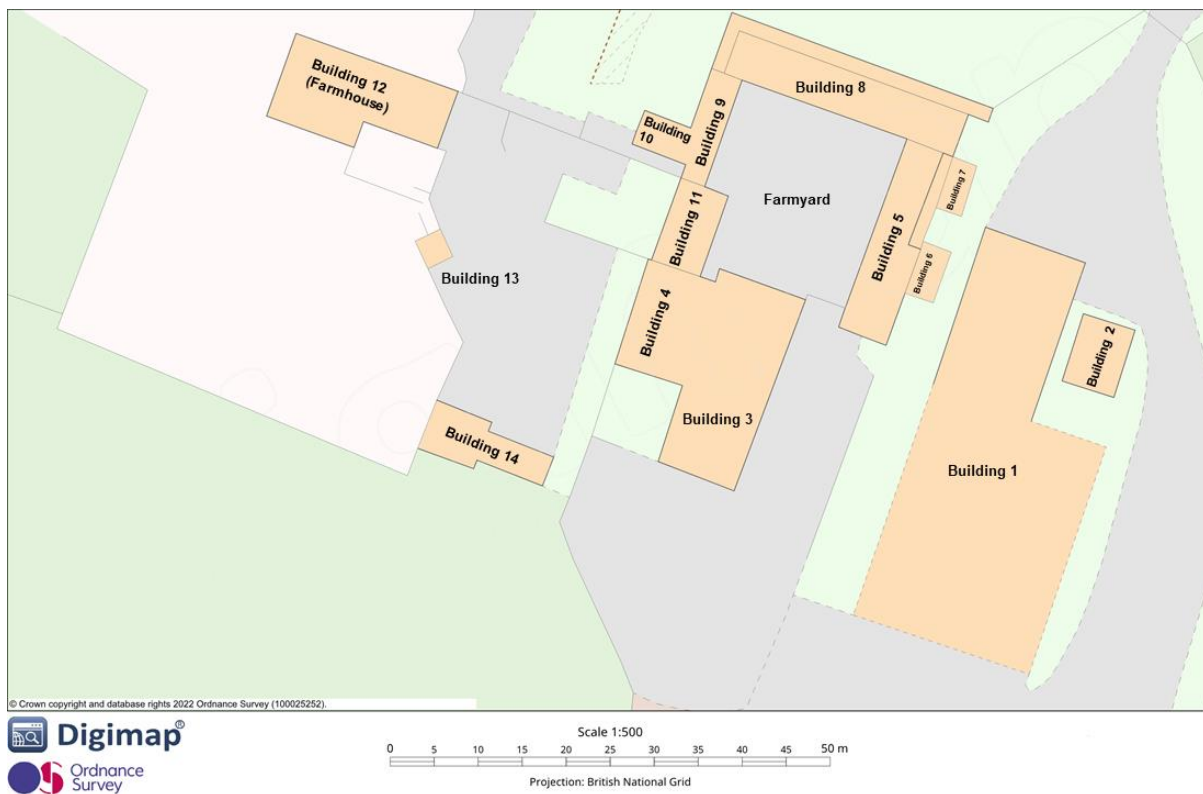 Building 12
(Farmhouse)
Building 8
Building 9
Building
10
Building 7
Farmyard
Building 11
Building 5
Building 6
Building 13
Building 4
Building 2
Building 3
Building 14
Building 1
© Crown copyright and database rights 2022 Ordnance Survey (100025252).
Digimap®
Ordnance
Survey
Scale 1:500
0 5 10 15 20 25 30 35 40 45 50 m
Projection: British National Grid